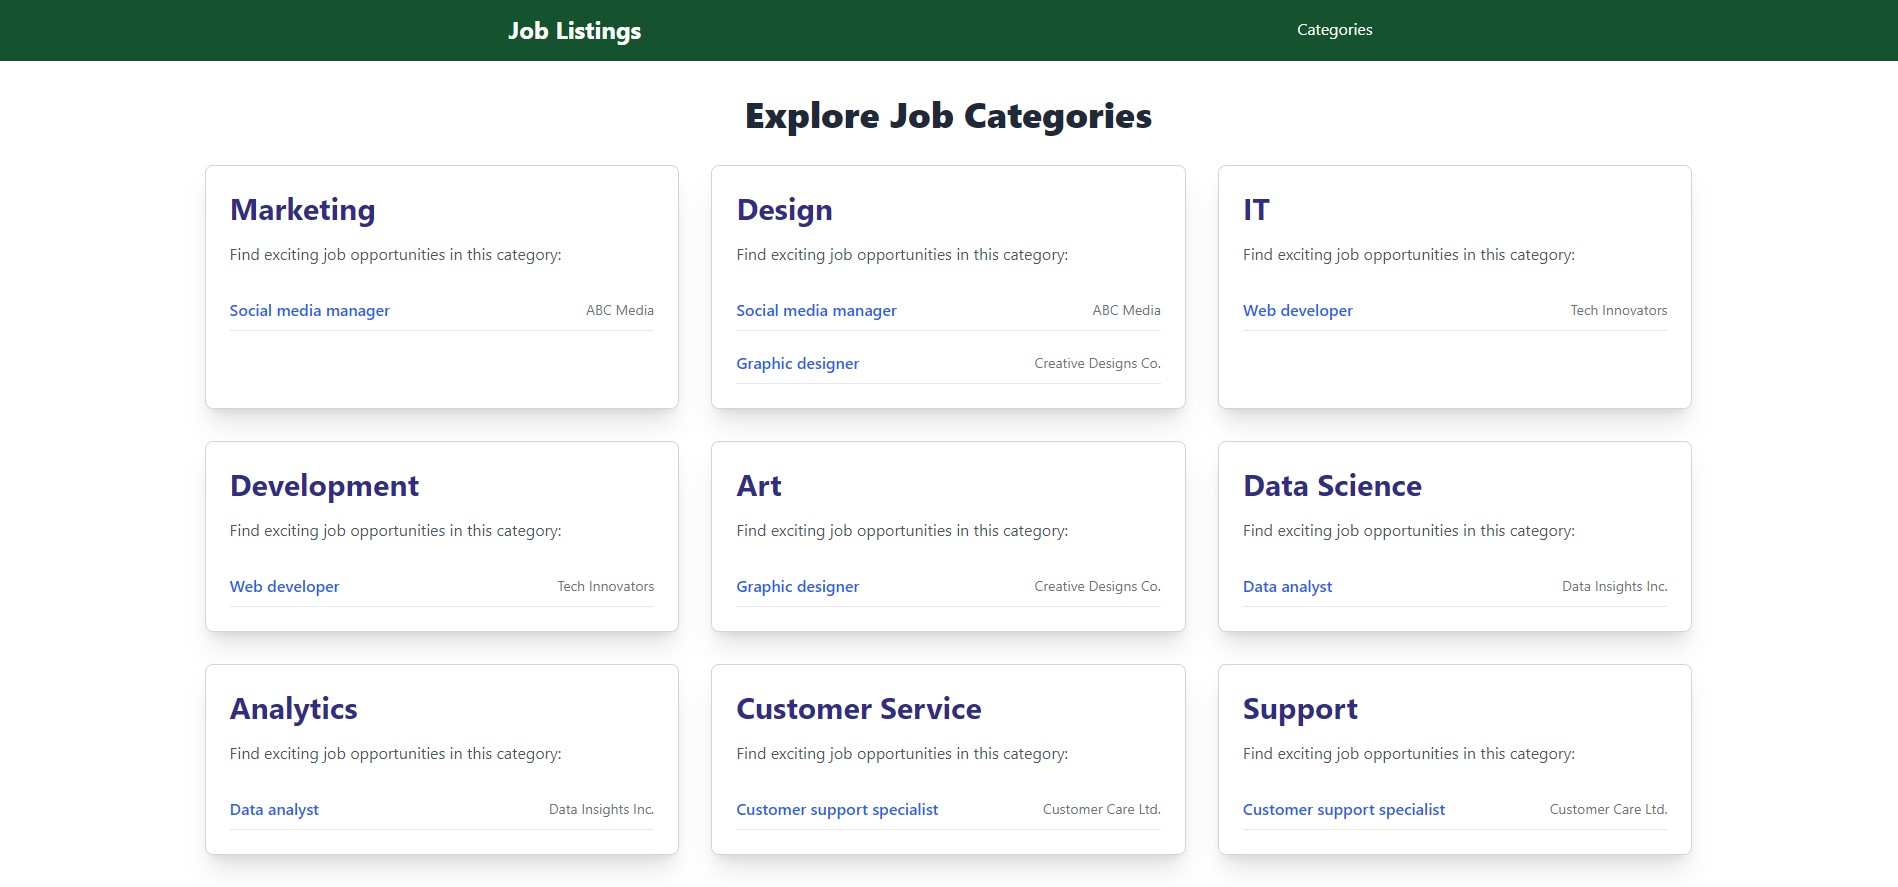 Job Listings
Categories
Explore Job Categories
Marketing
Find exciting job opportunities in this category:
Social media manager ABC Media
Design
Find exciting job opportunities in this category:
Social media manager ABC Media
Graphic designer Creative Designs Co.
IT
Find exciting job opportunities in this category:
Web developer Tech Innovators
Development
Find exciting job opportunities in this category:
Web developer Tech Innovators
Art
Find exciting job opportunities in this category:
Graphic designer Creative Designs Co.
Data Science
Find exciting job opportunities in this category:
Data analyst Data Insights Inc.
Analytics
Find exciting job opportunities in this category:
Data analyst Data Insights Inc.
Customer Service
Find exciting job opportunities in this category:
Customer support specialist Customer Care Ltd.
Support
Find exciting job opportunities in this category:
Customer support specialist Customer Care Ltd.